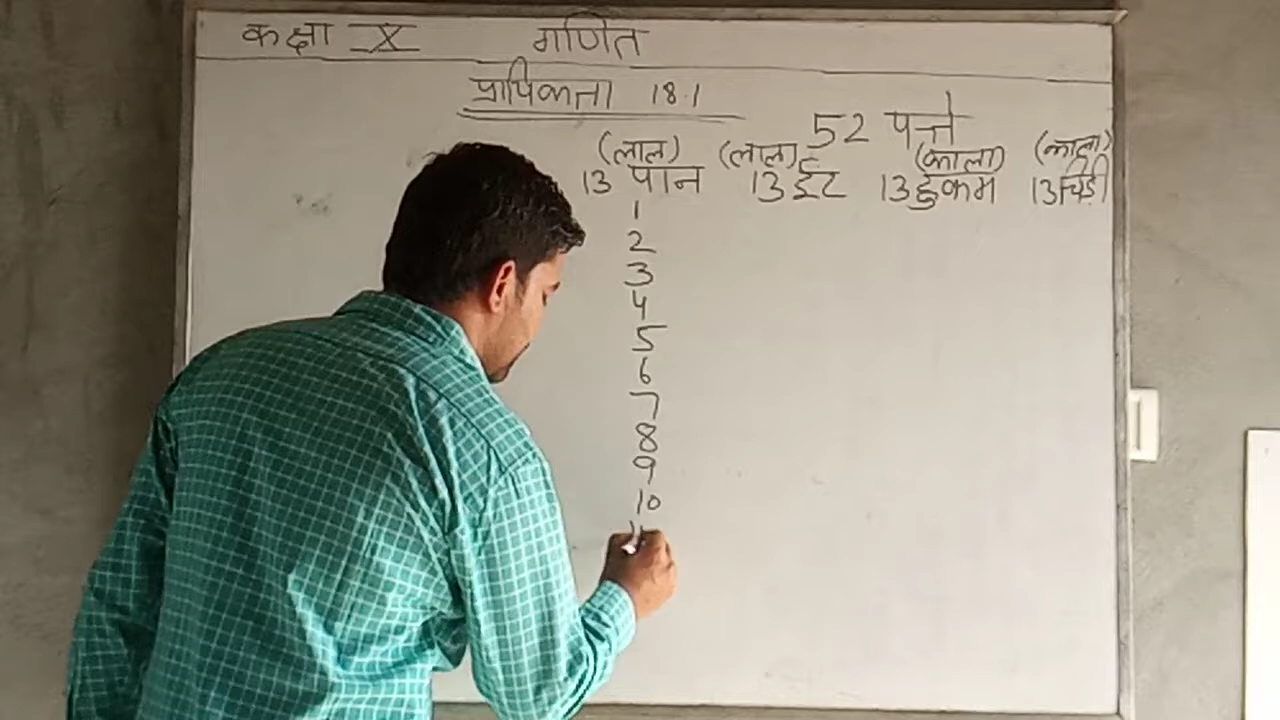 कक्षा X गणित
प्रायिकता 18.1
52 पत्ते
(लाल) (लाल) (काला) (काला)
13 पान 13 ईंट 13 हुकम 13 चिड़ी
1
2
3
4
5
6
7
8
9
10